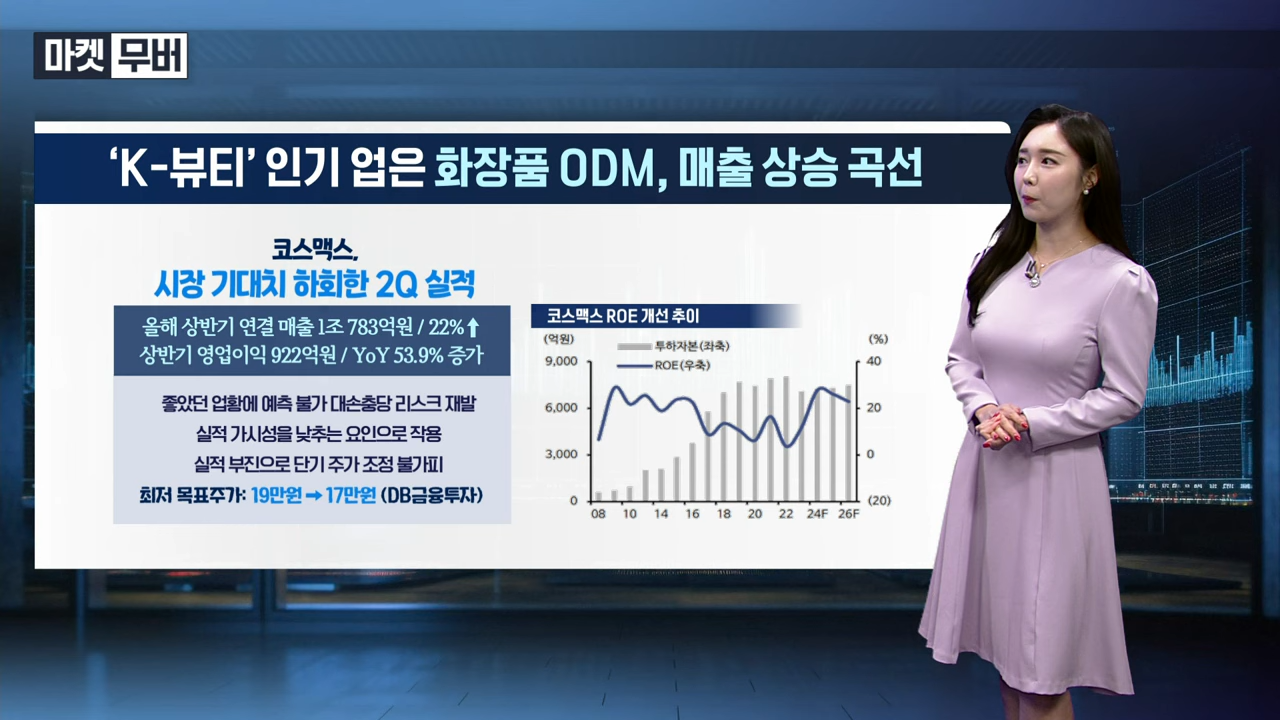 마켓무버
‘K-뷰티’ 인기 업은 화장품 ODM, 매출 상승 곡선
코스맥스,
시장 기대치 하회한 2Q 실적
올해 상반기 연결 매출 1조 783억원 / 22%⬆
상반기 영업이익 922억원 / YoY 53.9% 증가
좋았던 업황에 예측 불가 대손충당 리스크 재발
실적 가시성을 낮추는 요인으로 작용
실적 부진으로 단기 주가 조정 불가피
최저 목표주가: 19만원 ➡ 17만원 (DB금융투자)
코스맥스 ROE 개선 추이
(억원) (%)
투하자본(좌축)
ROE(우축)
9,000 40
6,000 20
3,000 0
0 (20)
08 10 14 16 18 20 22 24F 26F